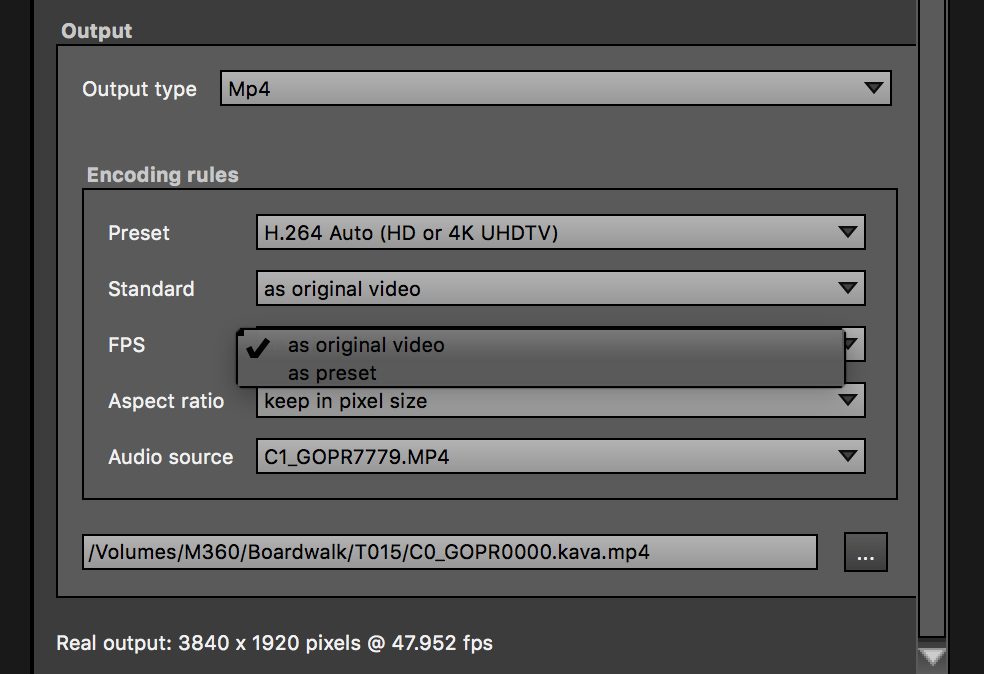 Output
Output type Mp4
Encoding rules
Preset H.264 Auto (HD or 4K UHDTV)
Standard as original video
FPS as original video
as preset
Aspect ratio keep in pixel size
Audio source C1_GOPR7779.MP4
/Volumes/M360/Boardwalk/T015/C0_GOPR0000.kava.mp4 ...
Real output: 3840 x 1920 pixels @ 47.952 fps